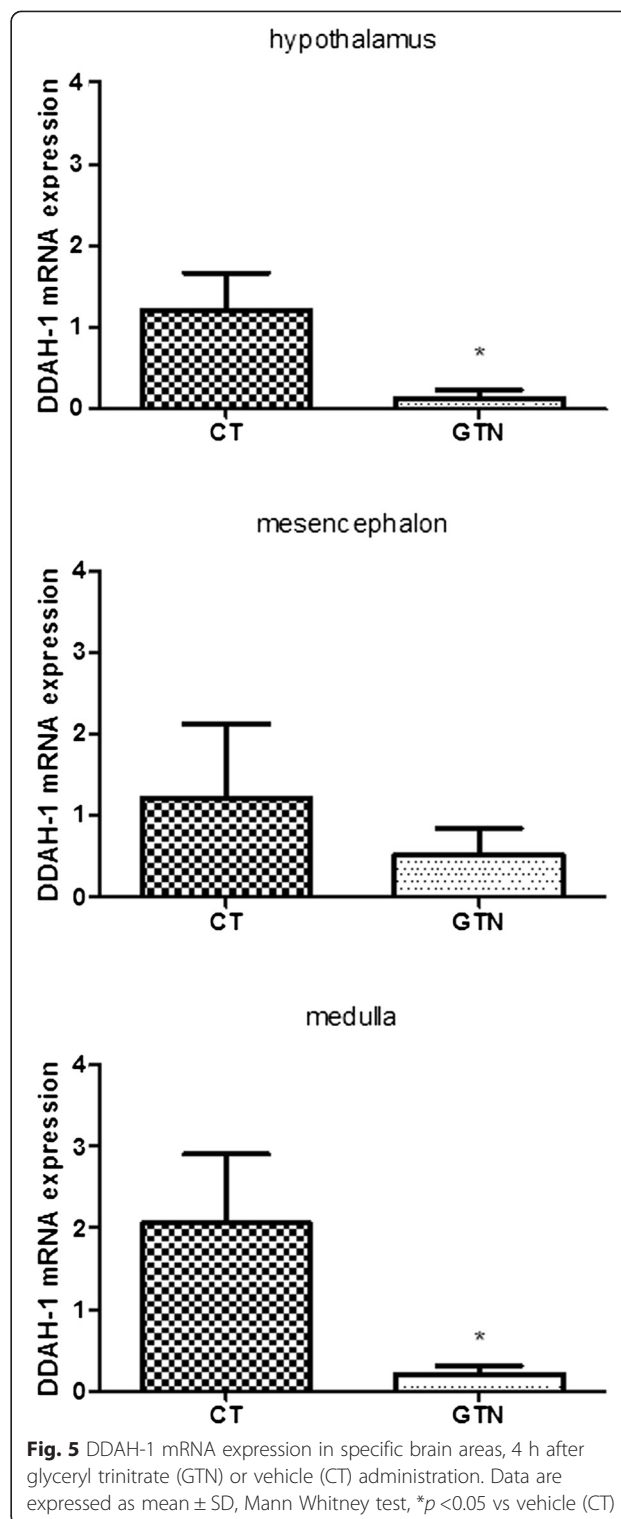 hypothalamus
DDAH-1 mRNA expression
4
3
2
1
0
*
CT GTN
mesencephalon
DDAH-1 mRNA expression
4
3
2
1
0
CT GTN
medulla
DDAH-1 mRNA expression
4
3
2
1
0
*
CT GTN
Fig. 5 DDAH-1 mRNA expression in specific brain areas, 4 h after
glyceryl trinitrate (GTN) or vehicle (CT) administration. Data are
expressed as mean ± SD, Mann Whitney test, *p <0.05 vs vehicle (CT)